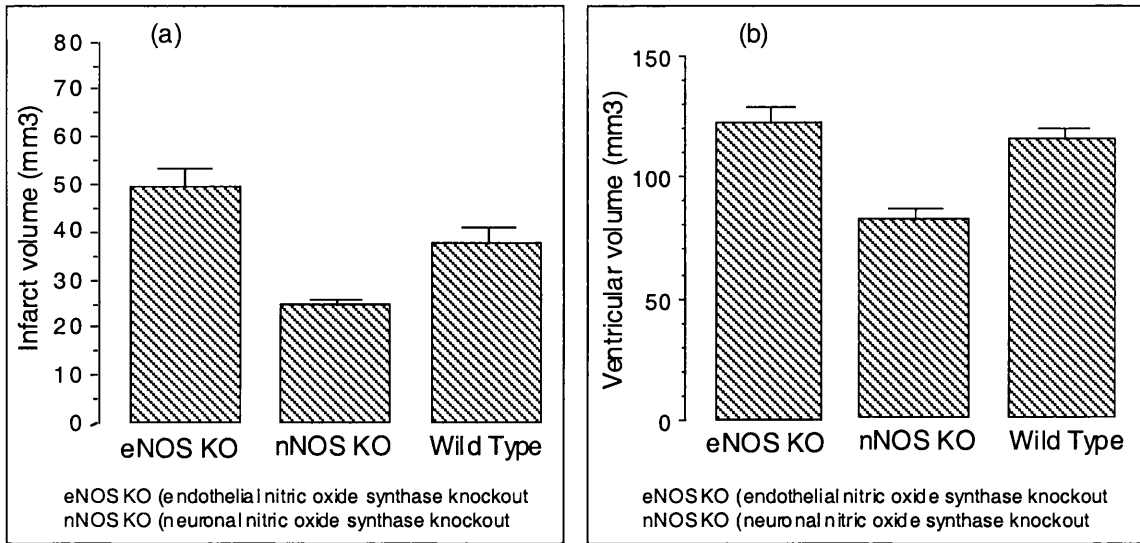 (a)
Infarct volume (mm3)
80
70
60
50
40
30
20
10
0
eNOS KO nNOS KO Wild Type
eNOS KO (endothelial nitric oxide synthase knockout
nNOS KO (neuronal nitric oxide synthase knockout
(b)
Ventricular volume (mm3)
150
100
50
0
eNOS KO nNOS KO Wild Type
eNOS KO (endothelial nitric oxide synthase knockout
nNOS KO (neuronal nitric oxide synthase knockout